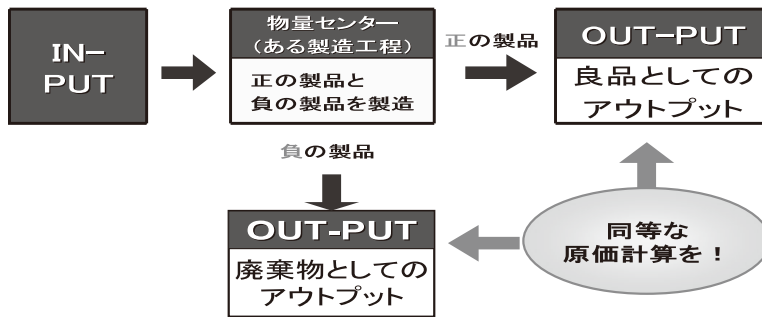 IN-
PUT
物量センター
（ある製造工程）
正の製品と
負の製品を製造
正の製品
OUT-PUT
良品としての
アウトプット
負の製品
OUT-PUT
廃棄物としての
アウトプット
同等な
原価計算を！